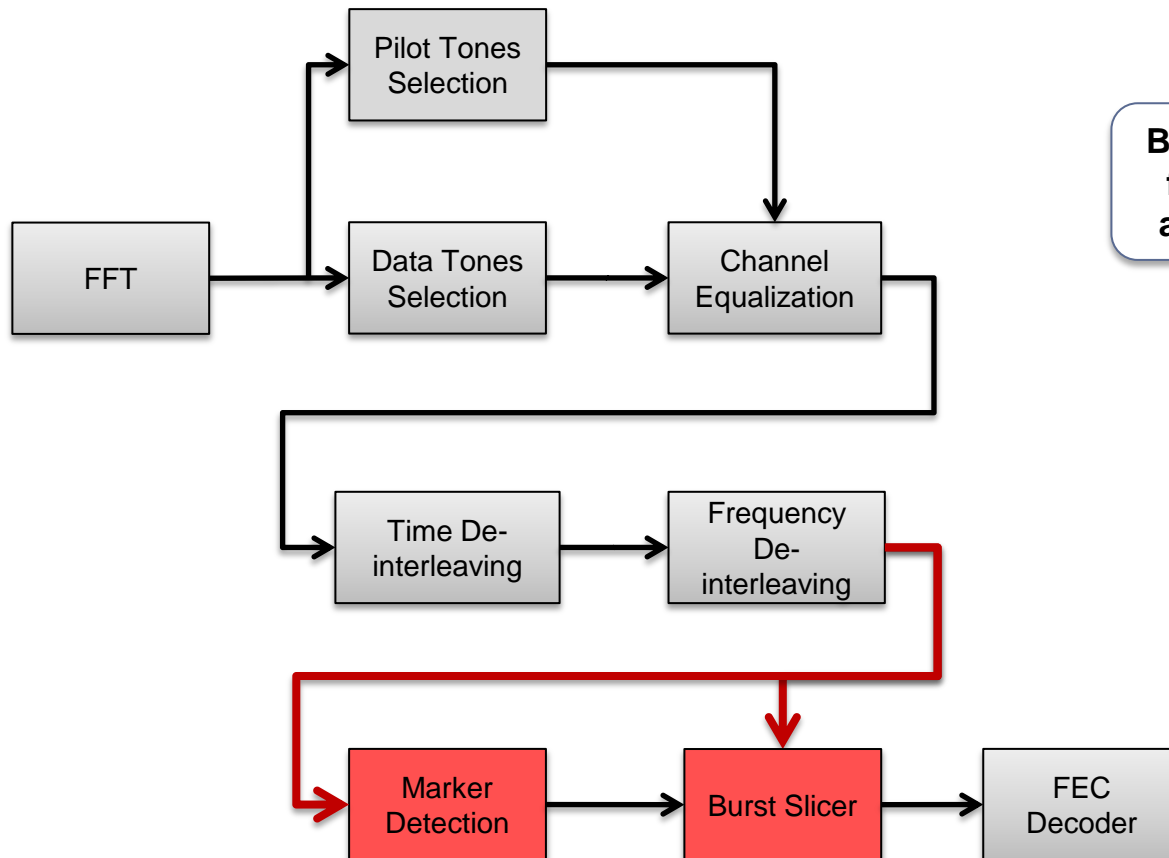 Pilot Tones
Selection
B
FFT
Data Tones
Selection
Channel
Equalization
Time De-
interleaving
Frequency
De-
interleaving
Marker
Detection
Burst Slicer
FEC
Decoder